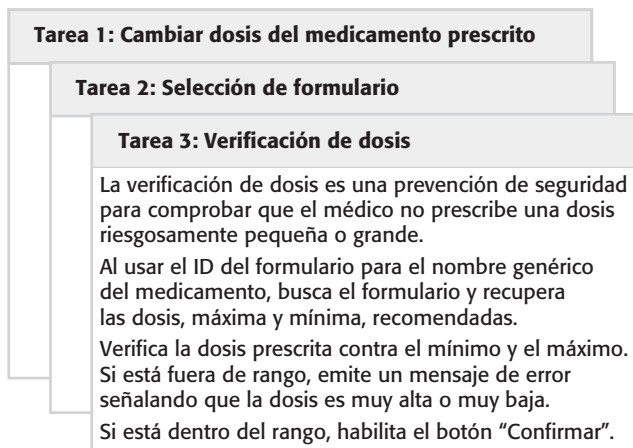 Tarea 1: Cambiar dosis del medicamento prescrito
Tarea 2: Selección de formulario
Tarea 3: Verificación de dosis
La verificación de dosis es una prevención de seguridad
para comprobar que el médico no prescribe una dosis
riesgosamente pequeña o grande.
Al usar el ID del formulario para el nombre genérico
del medicamento, busca el formulario y recupera
las dosis, máxima y mínima, recomendadas.
Verifica la dosis prescrita contra el mínimo y el máximo.
Si está fuera de rango, emite un mensaje de error
señalando que la dosis es muy alta o muy baja.
Si está dentro del rango, habilita el botón “Confirmar”.